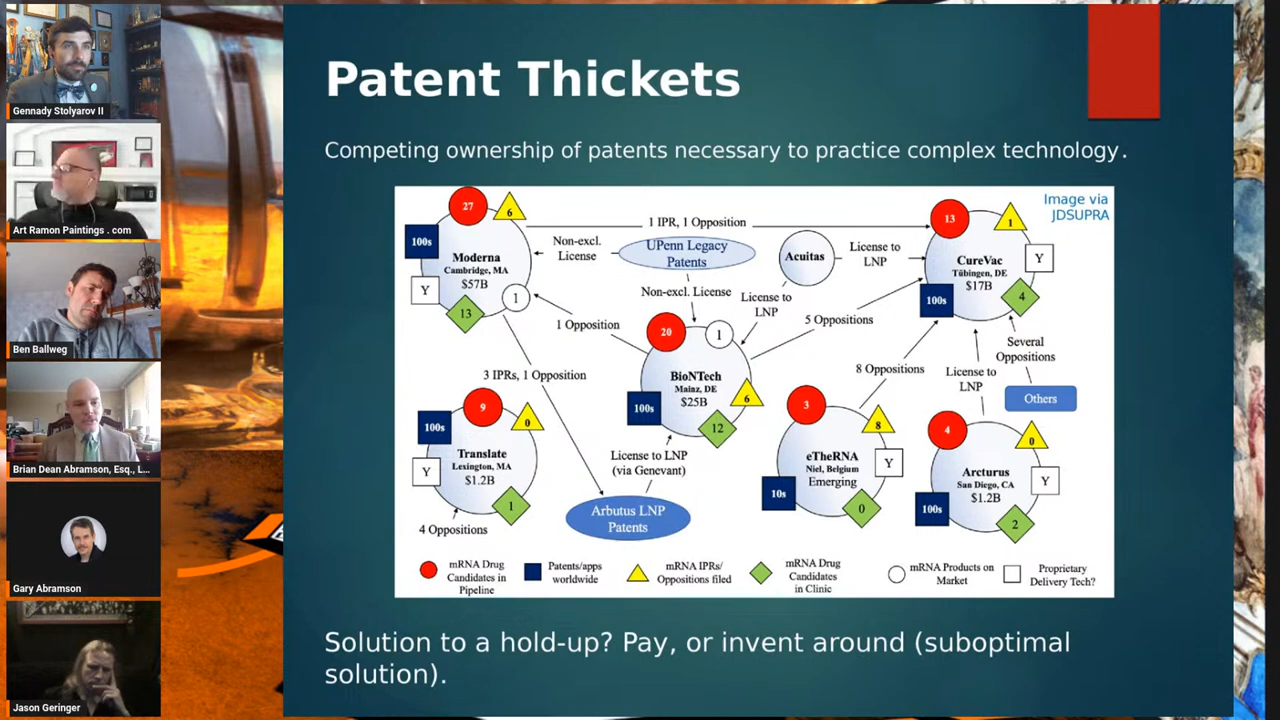 Gennady Stolyarov II
Art Ramon Paintings . com
Ben Ballweg
Brian Dean Abramson, Esq., L...
Gary Abramson
Jason Geringer
Patent Thickets
Competing ownership of patents necessary to practice complex technology.
Image via
JDSUPRA
27
6
100s
Moderna
Cambridge, MA
$57B
Y
13
1
1 IPR, 1 Opposition
Non-excl.
License
UPenn Legacy
Patents
Non-excl. License
Acuitas
License to
LNP
License to
LNP
13
1
CureVac
Tübingen, DE
$17B
Y
100s
4
1 Opposition
5 Oppositions
20
1
BioNTech
Mainz, DE
$25B
100s
6
12
3 IPRs, 1 Opposition
8 Oppositions
License to
LNP
Several
Oppositions
Others
9
0
100s
Translate
Lexington, MA
$1.2B
Y
1
4 Oppositions
License to LNP
(via Genevant)
Arbutus LNP
Patents
3
8
eTheRNA
Niel, Belgium
Emerging
Y
10s
0
4
0
Arcturus
San Diego, CA
$1.2B
Y
100s
2
mRNA Drug
Candidates in
Pipeline
Patents/apps
worldwide
mRNA IPRs/
Oppositions filed
mRNA Drug
Candidates
in Clinic
mRNA Products on
Market
Proprietary
Delivery Tech?
Solution to a hold-up? Pay, or invent around (suboptimal
solution).